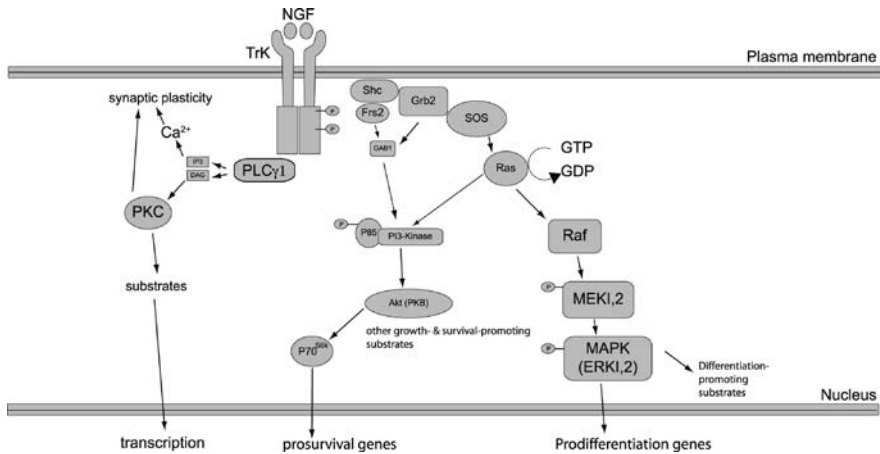 NGF
TrK
Plasma membrane
synaptic plasticity
Ca2+
IP3
DAG
PLCγ1
PKC
substrates
transcription
P
P
Shc
Frs2
Grb2
SOS
GAB1
Ras
GTP
GDP
P
P85
PI3-Kinase
Akt (PKB)
other growth- & survival-promoting
substrates
P70S6K
prosurvival genes
Raf
P
MEKI,2
P
MAPK
(ERKI,2)
Differentiation-
promoting
substrates
Nucleus
Prodifferentiation genes